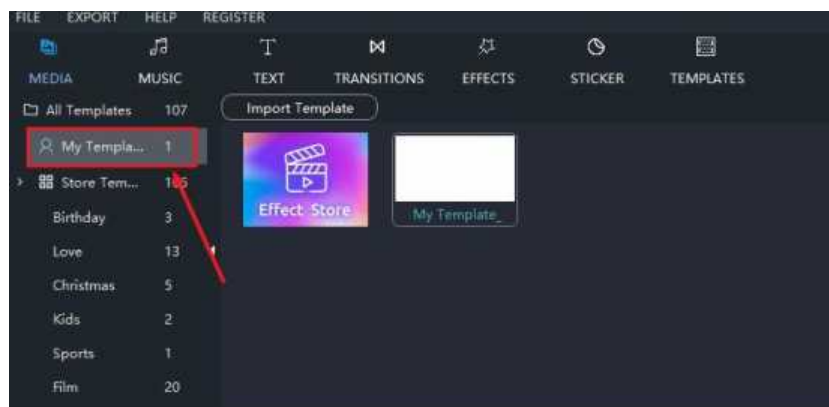 FILE EXPORT HELP REGISTER
MEDIA MUSIC TEXT TRANSITIONS EFFECTS STICKER TEMPLATES
All Templates 107
Import Template
My Templa... 1
Store Tem...
Effect Store
My Template_
Birthday 3
Love 13
Christmas 5
Kids 2
Sports 1
Film 20